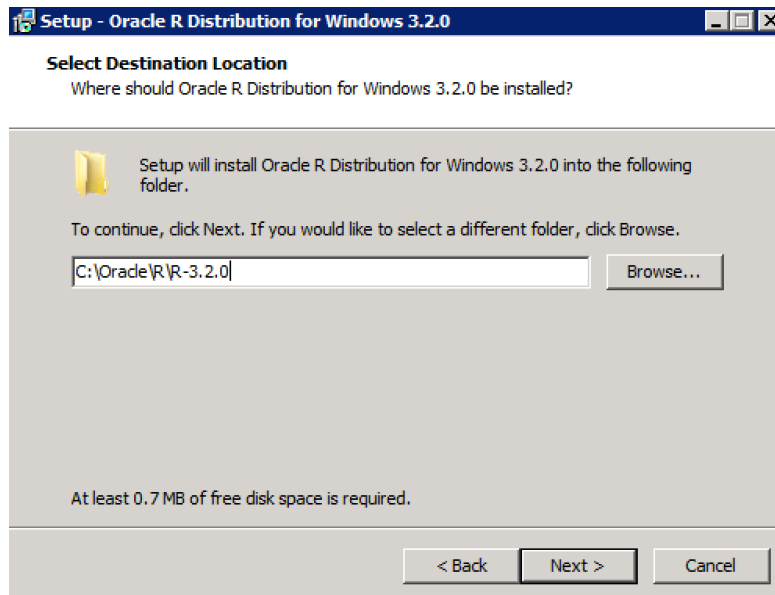 Setup - Oracle R Distribution for Windows 3.2.0
Select Destination Location
Where should Oracle R Distribution for Windows 3.2.0 be installed?
Setup will install Oracle R Distribution for Windows 3.2.0 into the following
folder.
To continue, click Next. If you would like to select a different folder, click Browse.
C:\Oracle\R\R-3.2.0
Browse...
At least 0.7 MB of free disk space is required.
< Back
Next >
Cancel